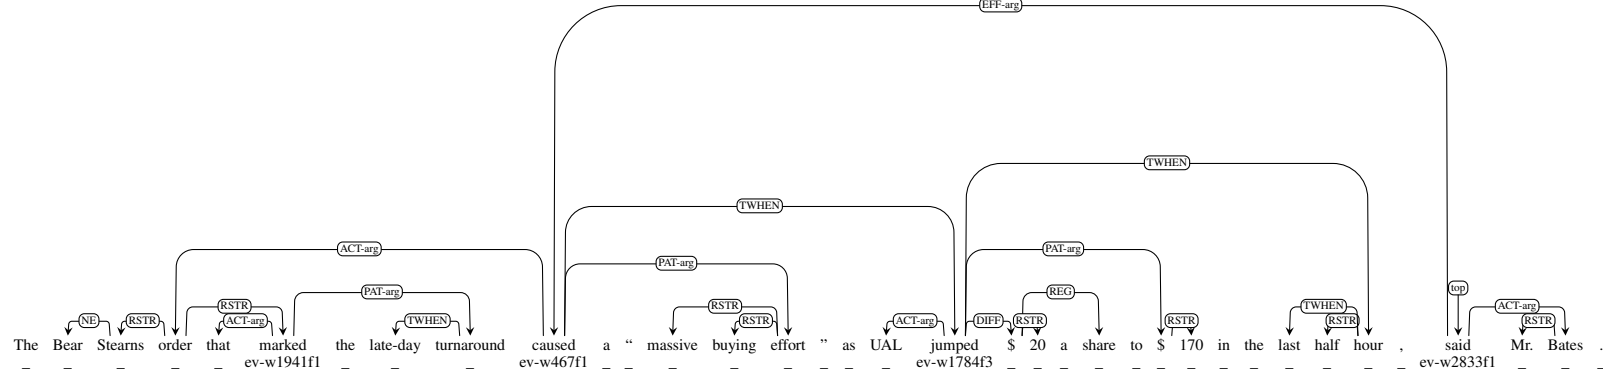 EFF-arg
TWHEN
TWHEN
ACT-arg PAT-arg
PAT-arg
PAT-arg REG top
RSTR RSTR TWHEN ACT-arg
NE RSTR ACT-arg TWHEN RSTR ACT-arg DIFF RSTR RSTR RSTR RSTR
The Bear Stearns order that marked the late-day turnaround caused a “ massive buying effort ” as UAL jumped $ 20 a share to $ 170 in the last half hour , said Mr. Bates .
_ _ _ _ _ ev-w1941f1 _ _ _ ev-w467f1 _ _ _ _ _ _ _ _ ev-w1784f3 _ _ _ _ _ _ _ _ _ _ _ _ _ ev-w2833f1 _ _ _